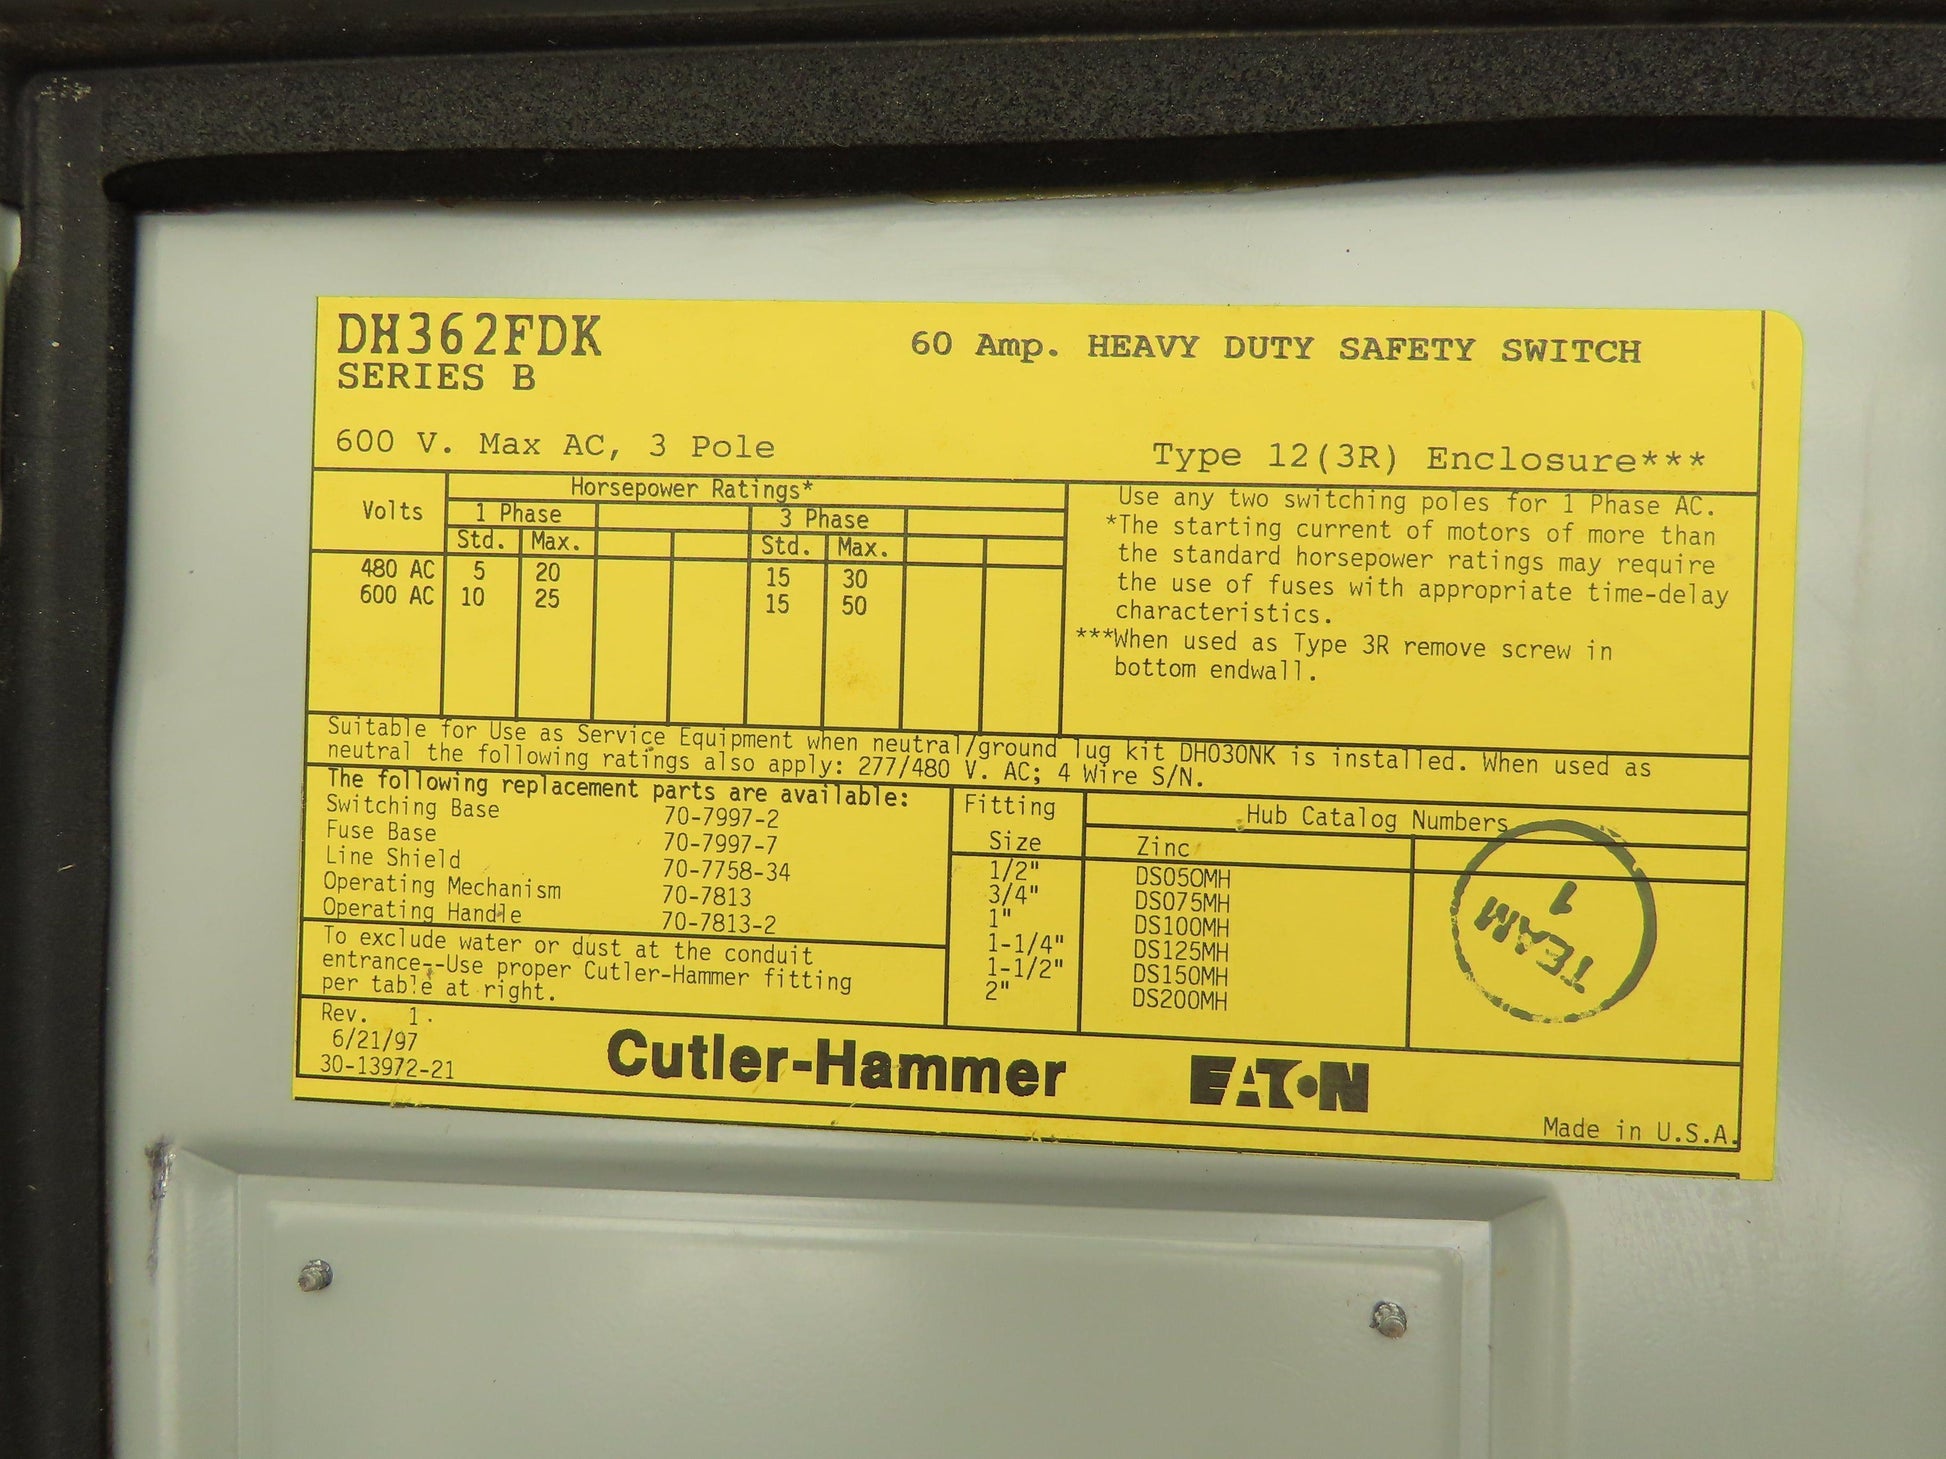 DH362FDK
60 Amp. HEAVY DUTY SAFETY SWITCH
SERIES B
600 V. Max AC, 3 Pole
Type 12(3R) Enclosure***
Volts
Horsepower Ratings*
1 Phase
3 Phase
Std. Max. Std. Max.
480 AC 5 20 15 30
600 AC 10 25 15 50
Use any two switching poles for 1 Phase AC.
*The starting current of motors of more than
the standard horsepower ratings may require
the use of fuses with appropriate time-delay
characteristics.
***When used as Type 3R remove screw in
bottom endwall.
Suitable for Use as Service Equipment when neutral/ground lug kit DH030NK is installed. When used as
neutral the following ratings also apply: 277/480 V. AC; 4 Wire S/N.
The following replacement parts are available:
Switching Base 70-7997-2
Fuse Base 70-7997-7
Line Shield 70-7758-34
Operating Mechanism 70-7813
Operating Handle 70-7813-2
To exclude water or dust at the conduit
entrance--Use proper Cutler-Hammer fitting
per table at right.
Fitting
Size
Hub Catalog Numbers
Zinc
1/2" DS050MH
3/4" DS075MH
1" DS100MH
1-1/4" DS125MH
1-1/2" DS150MH
2" DS200MH
TEAM
1
Rev. 1
6/21/97
30-13972-21
Cutler-Hammer
EATON
Made in U.S.A.